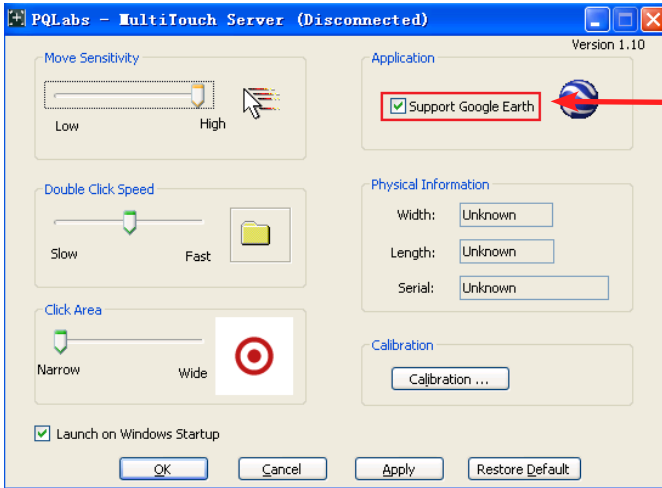 PQLabs - MultiTouch Server (Disconnected)
Version 1.10
Move Sensitivity
Low High
Application
Support Google Earth
Double Click Speed
Slow Fast
Physical Information
Width: Unknown
Length: Unknown
Serial: Unknown
Click Area
Narrow Wide
Calibration
Calibration ...
Launch on Windows Startup
OK Cancel Apply Restore Default